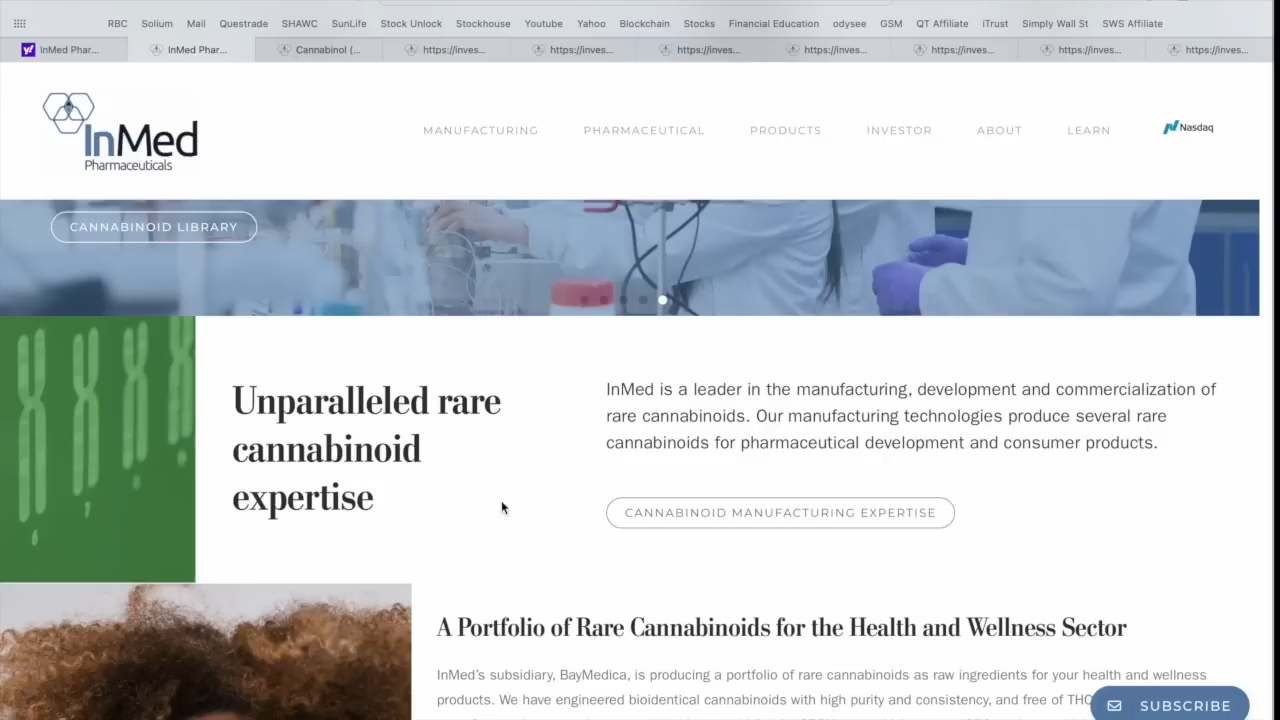 RBC Solium Mail Questrade SHAWC SunLife Stock Unlock Stockhouse Youtube Yahoo Blockchain Stocks Financial Education odysee GSM QT Affiliate iTrust Simply Wall St SWS Affiliate
InMed Phar... InMed Phar... Cannabinol (... https://inves... https://inves... https://inves... https://inves... https://inves... https://inves... https://inves...
InMed
Pharmaceuticals
MANUFACTURING PHARMACEUTICAL PRODUCTS INVESTOR ABOUT LEARN Nasdaq
CANNABINOID LIBRARY
6 7
Unparalleled rare
cannabinoid
expertise
InMed is a leader in the manufacturing, development and commercialization of
rare cannabinoids. Our manufacturing technologies produce several rare
cannabinoids for pharmaceutical development and consumer products.
CANNABINOID MANUFACTURING EXPERTISE
A Portfolio of Rare Cannabinoids for the Health and Wellness Sector
InMed's subsidiary, BayMedica, is producing a portfolio of rare cannabinoids as raw ingredients for your health and wellness
products. We have engineered bioidentical cannabinoids with high purity and consistency, and free of THC
SUBSCRIBE